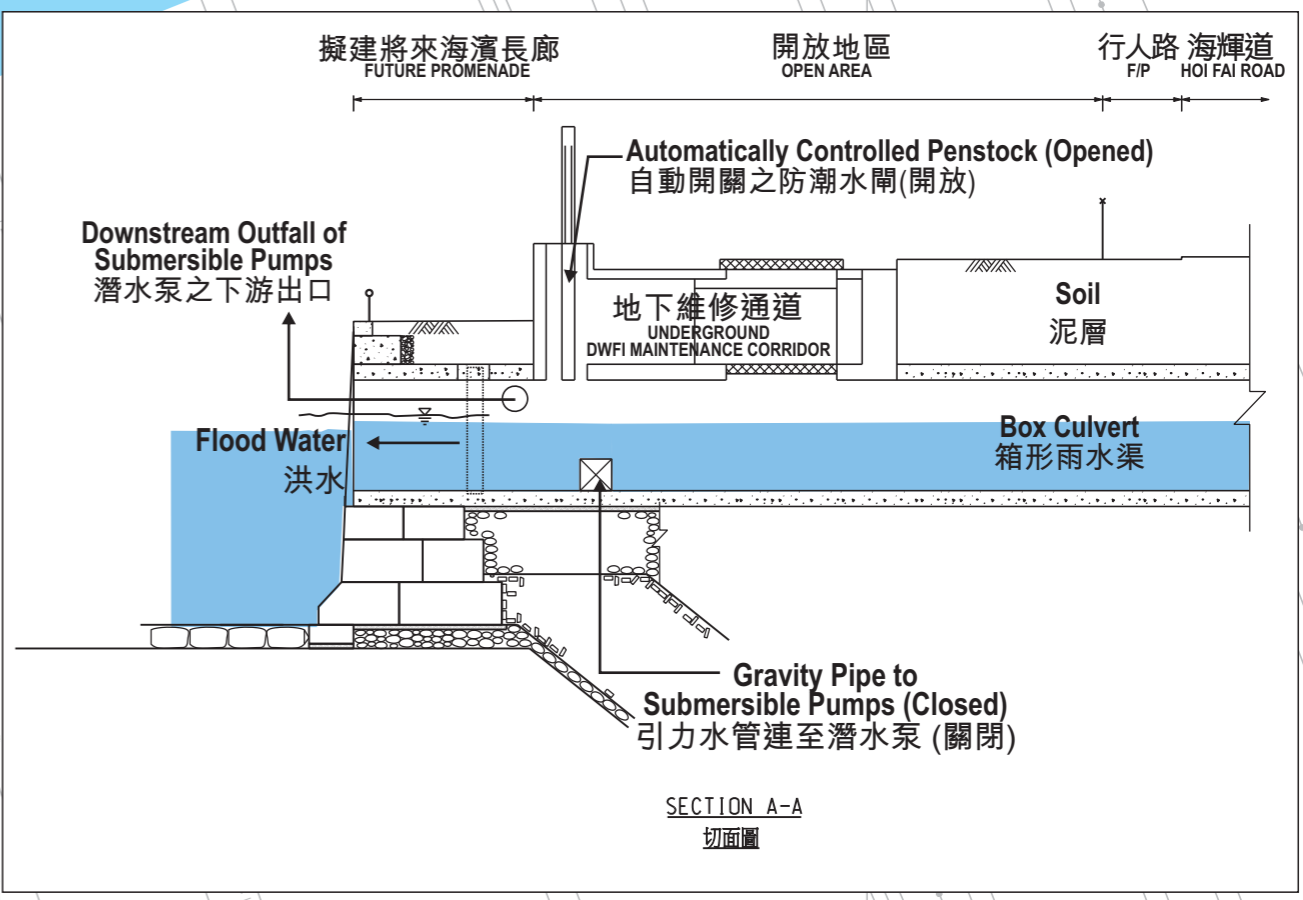 擬建將來海濱長廊
FUTURE PROMENADE
開放地區
OPEN AREA
行人路
F/P
海輝道
HOI FAI ROAD
Automatically Controlled Penstock (Opened)
自動開關之防潮水閘(開放)
Downstream Outfall of
Submersible Pumps
潛水泵之下游出口
地下維修通道
UNDERGROUND
DWFI MAINTENANCE CORRIDOR
Soil
泥層
Flood Water
洪水
Box Culvert
箱形雨水渠
Gravity Pipe to
Submersible Pumps (Closed)
引力水管連至潛水泵 (關閉)
SECTION A-A
切面圖